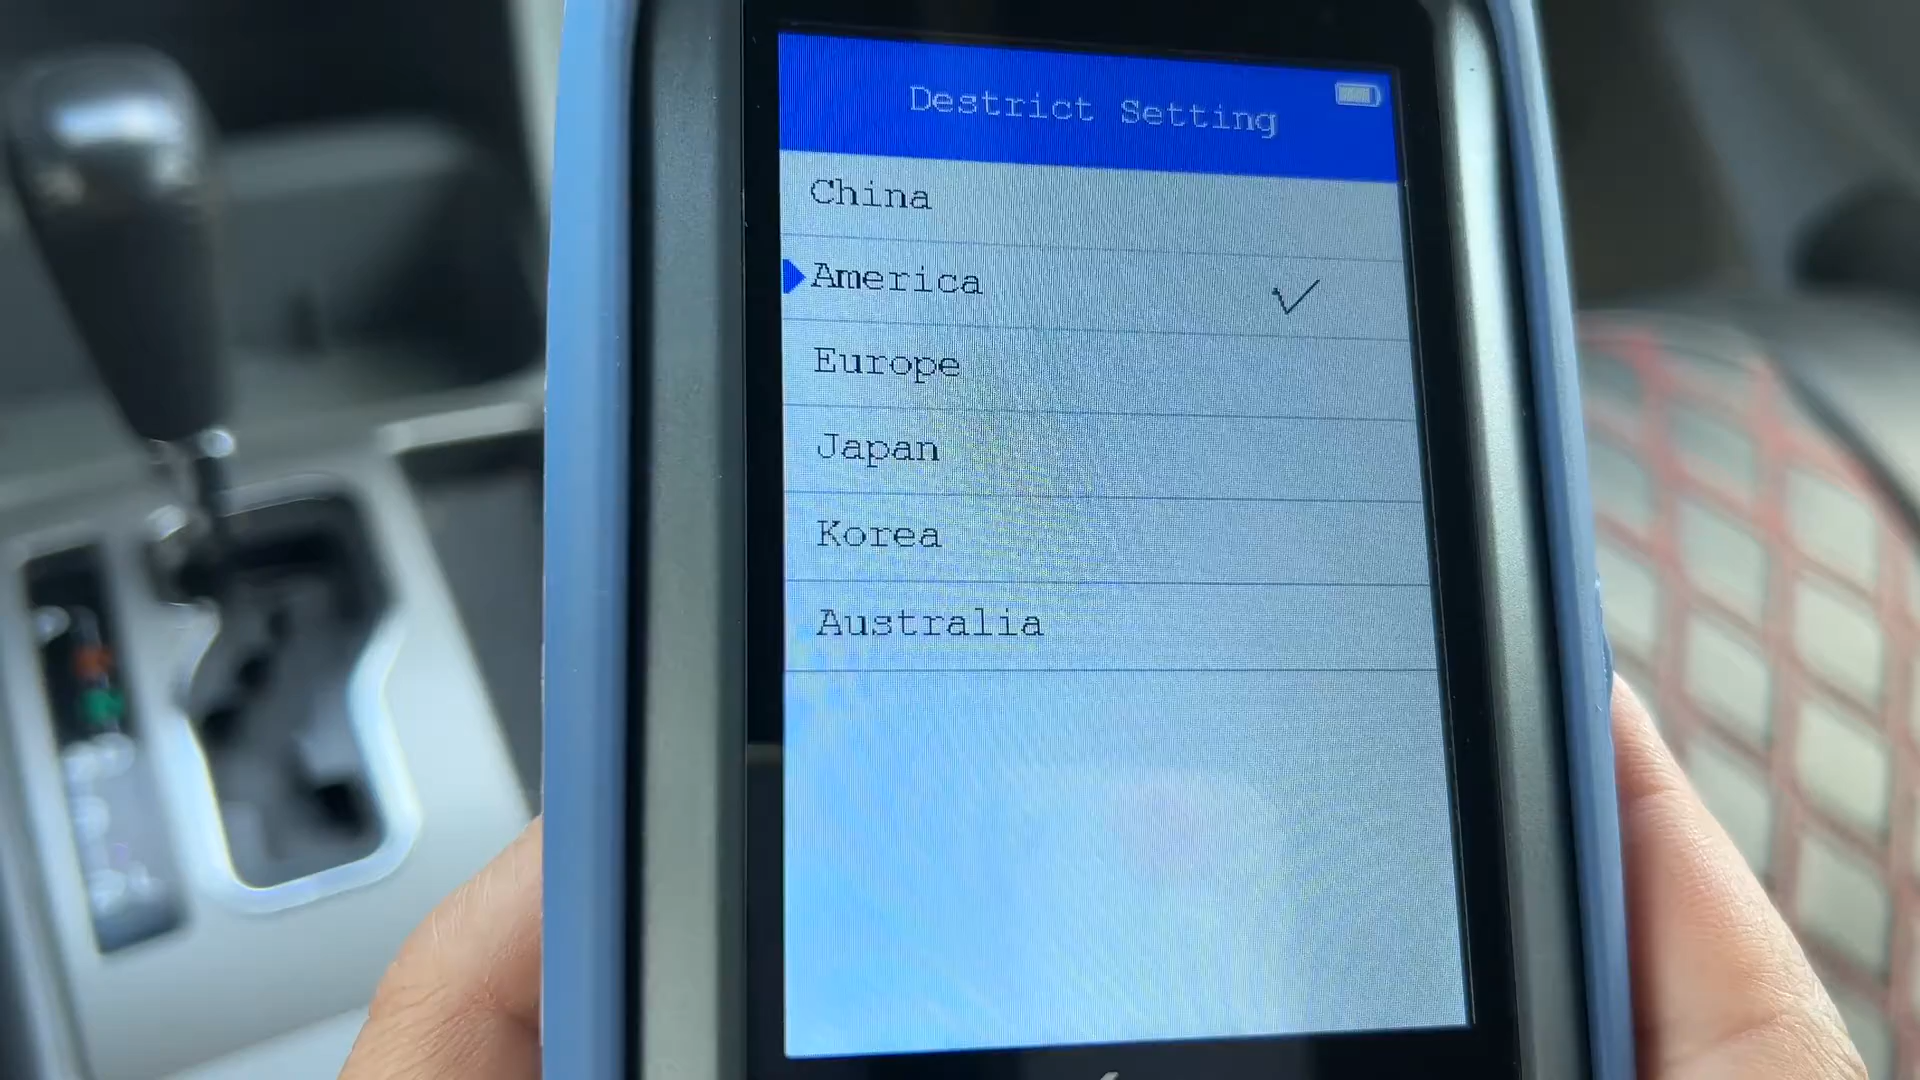 Destrict Setting
China
America
Europe
Japan
Korea
Australia